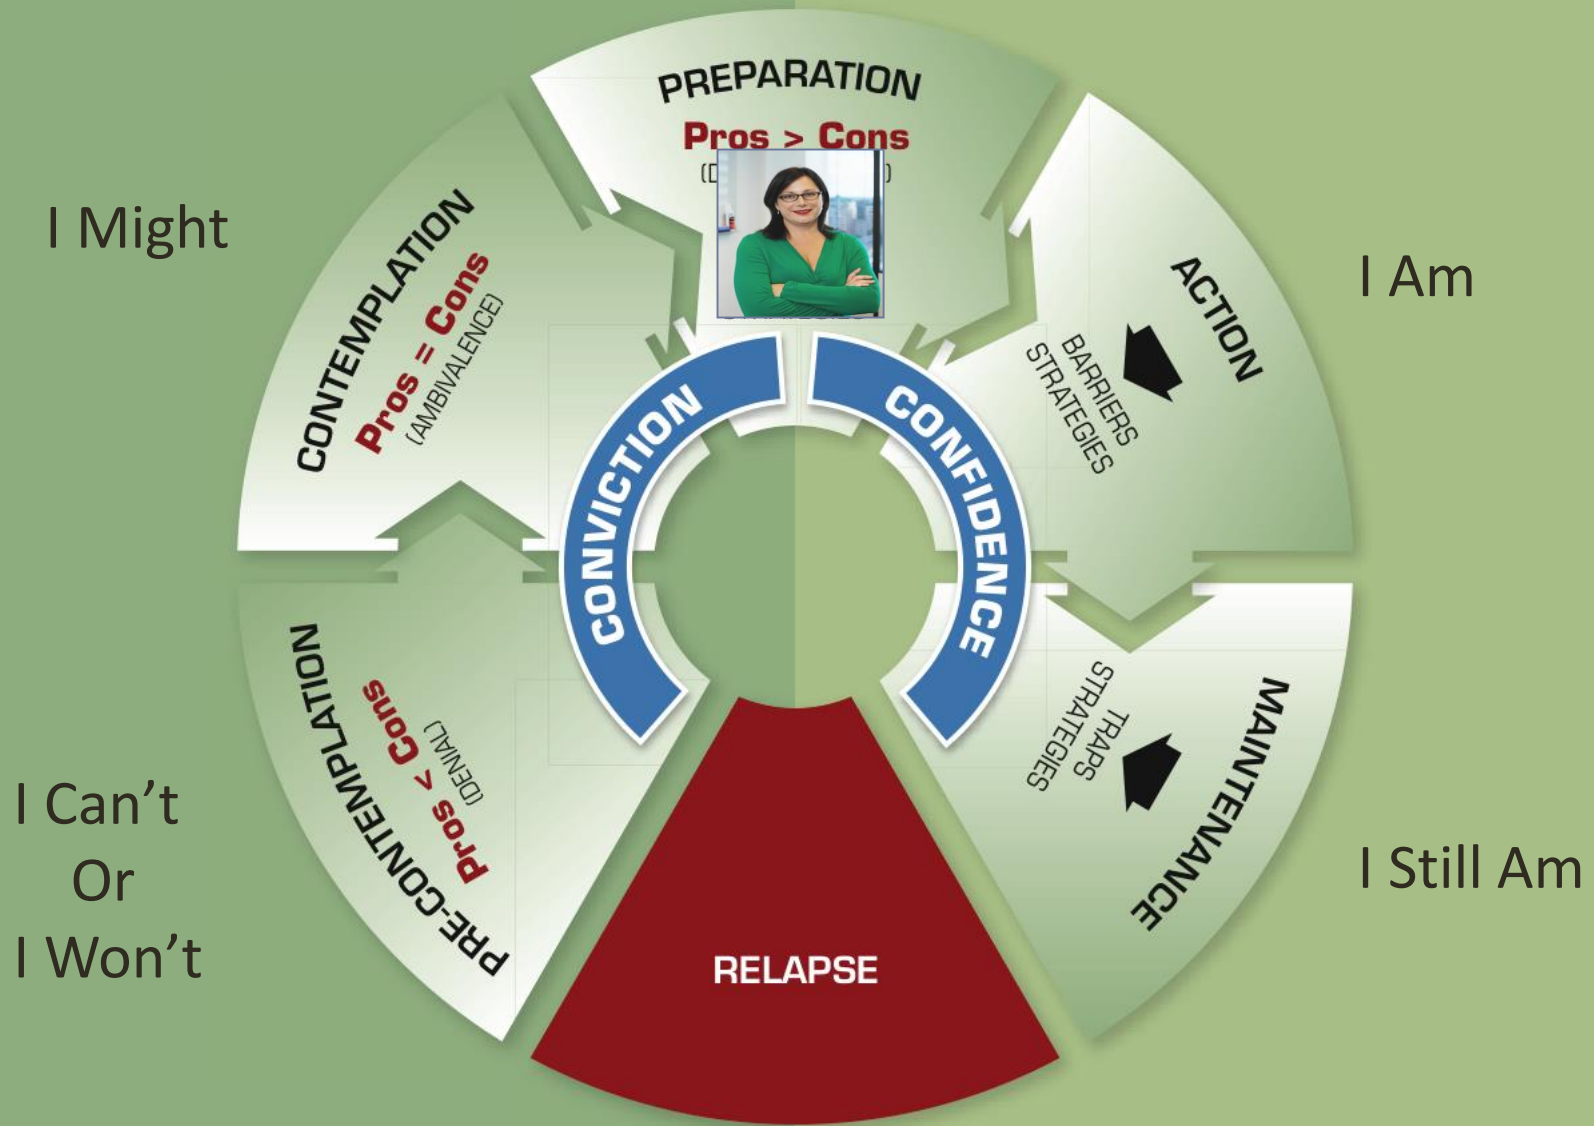 PREPARATION
Pros > Cons
I Might
CONTEMPLATION
Pros = Cons
(AMBIVALENCE)
I Am
ACTION
BARRIERS
STRATEGIES
CONVICTION
CONFIDENCE
I Can’t
Or
I Won’t
PRE-CONTEMPLATION
Pros < Cons
(DENIAL)
MAINTENANCE
TRAPS
STRATEGIES
I Still Am
RELAPSE